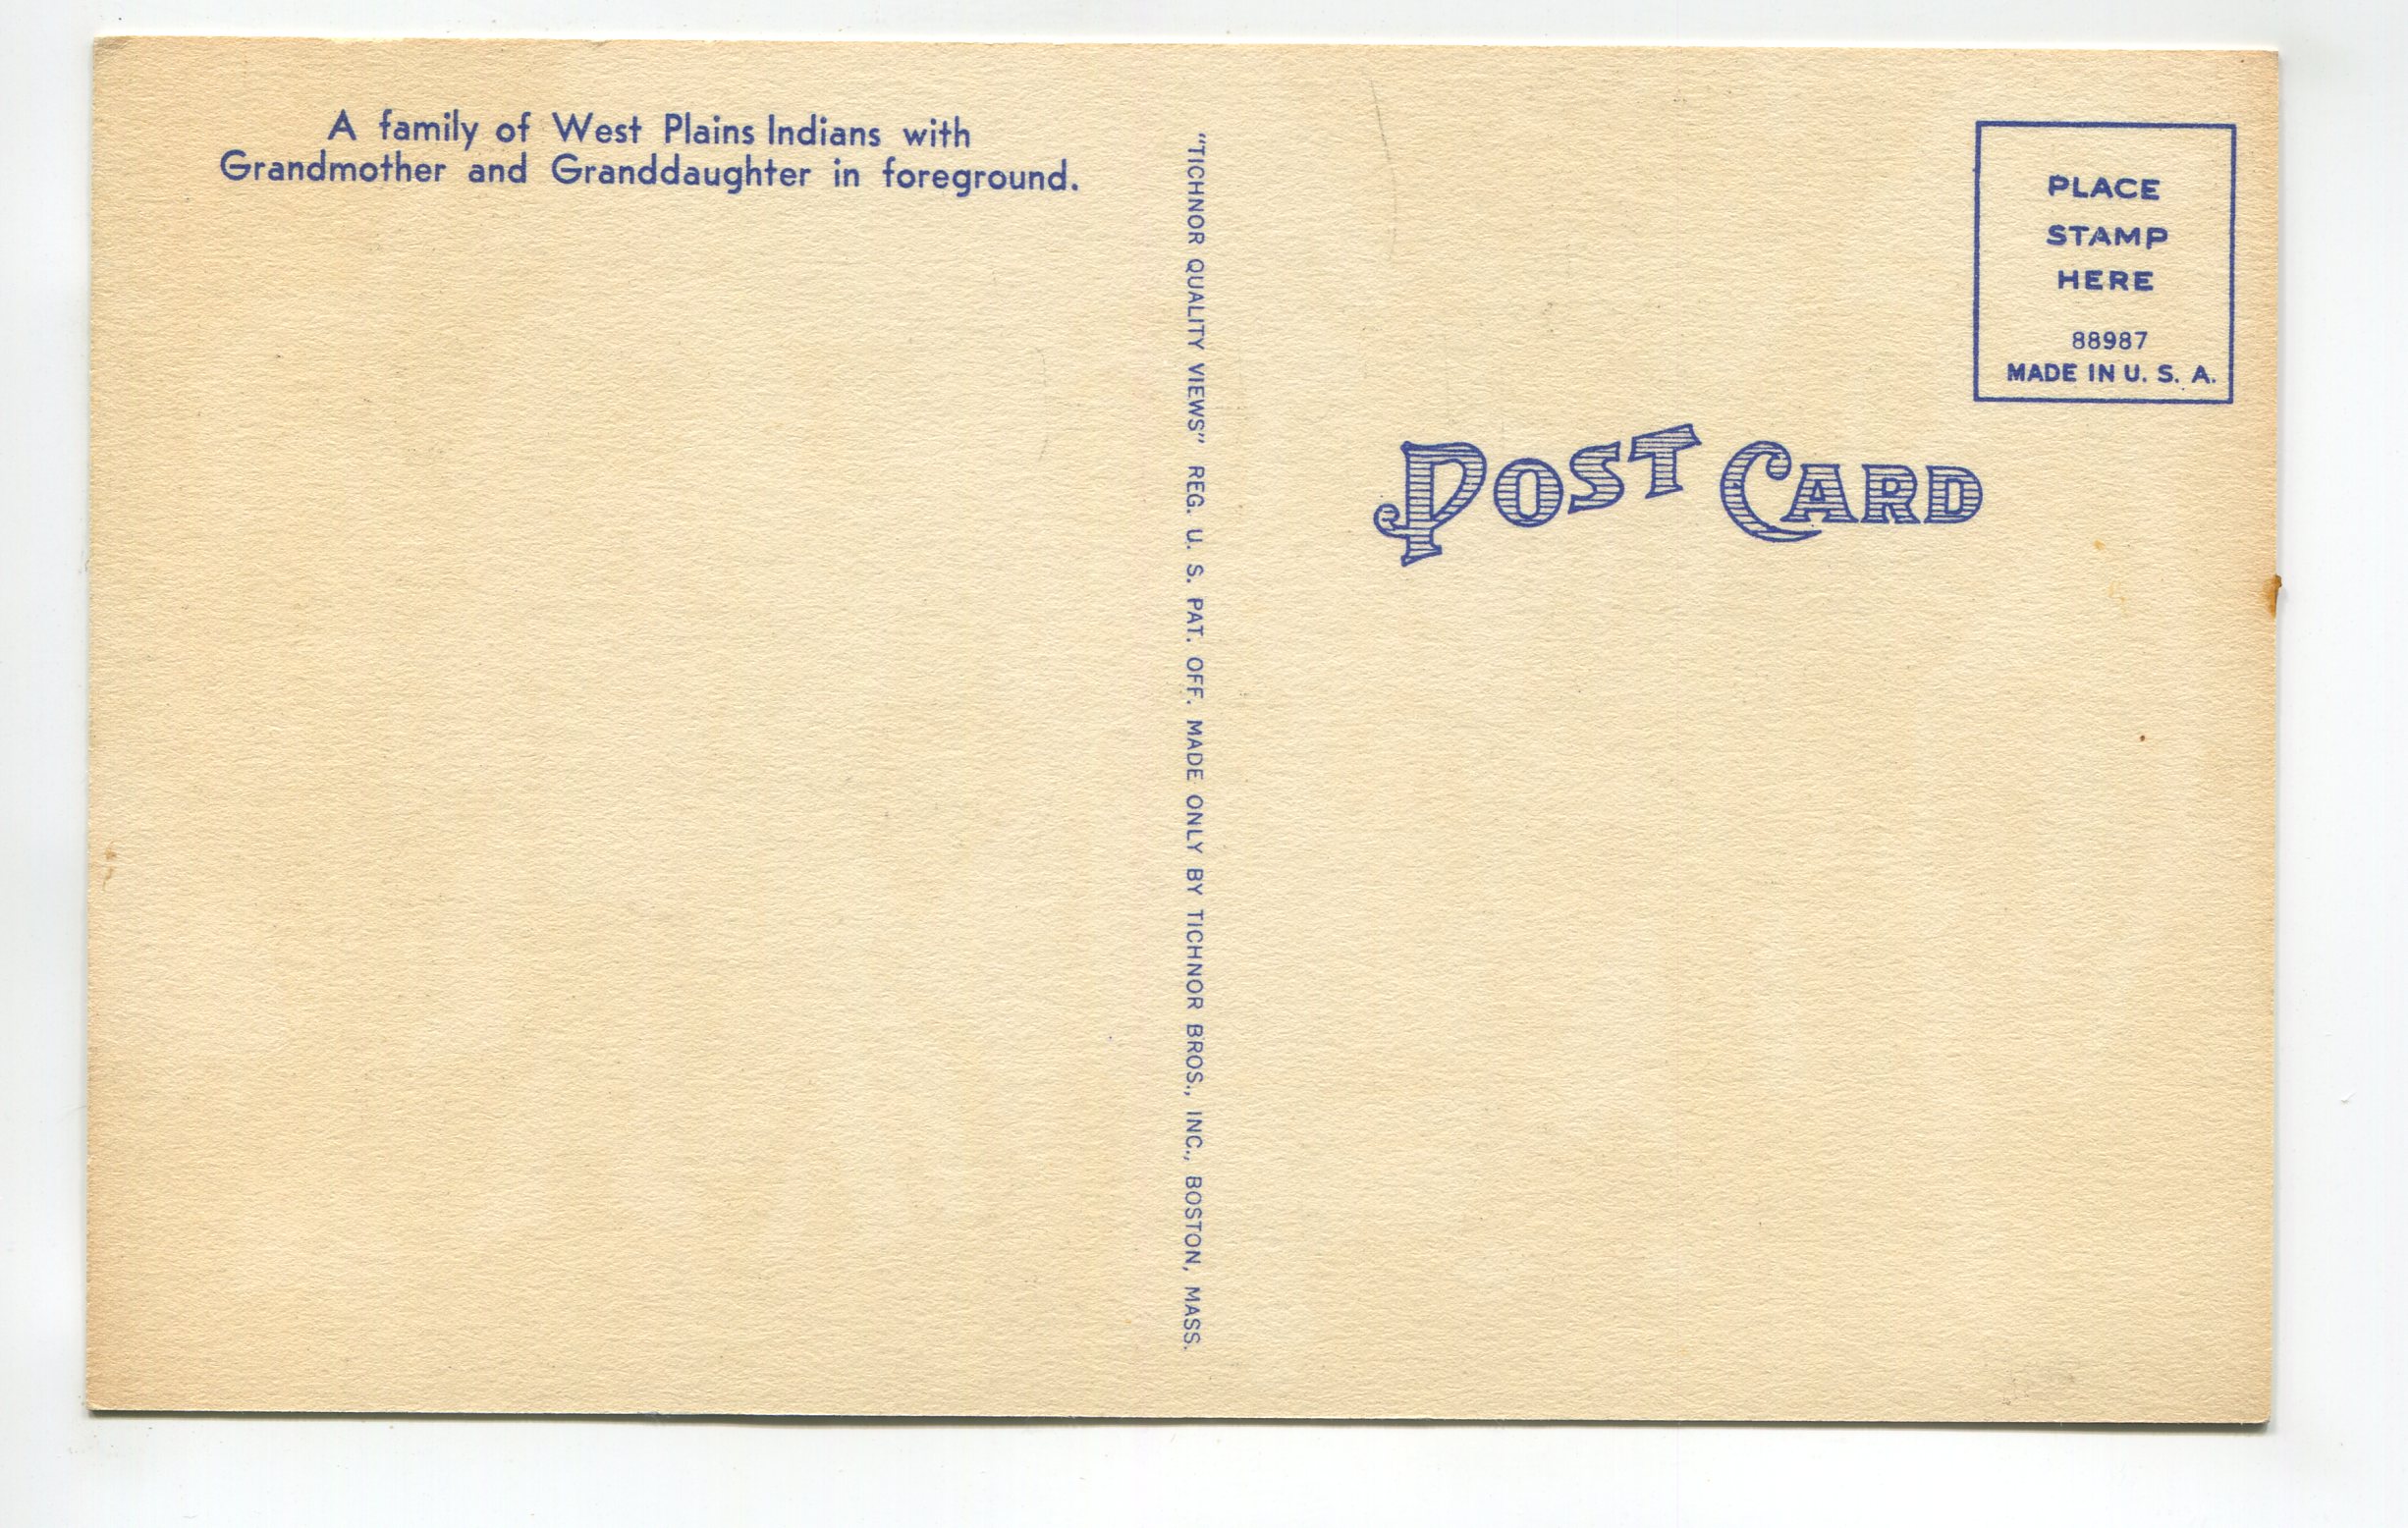 A family of West Plains Indians with
Grandmother and Granddaughter in foreground.
"TICHNOR QUALITY VIEWS" REG. U. S. PAT. OFF. MADE ONLY BY TICHNOR BROS., INC., BOSTON, MASS.
PLACE
STAMP
HERE
88987
MADE IN U. S. A.
POST CARD